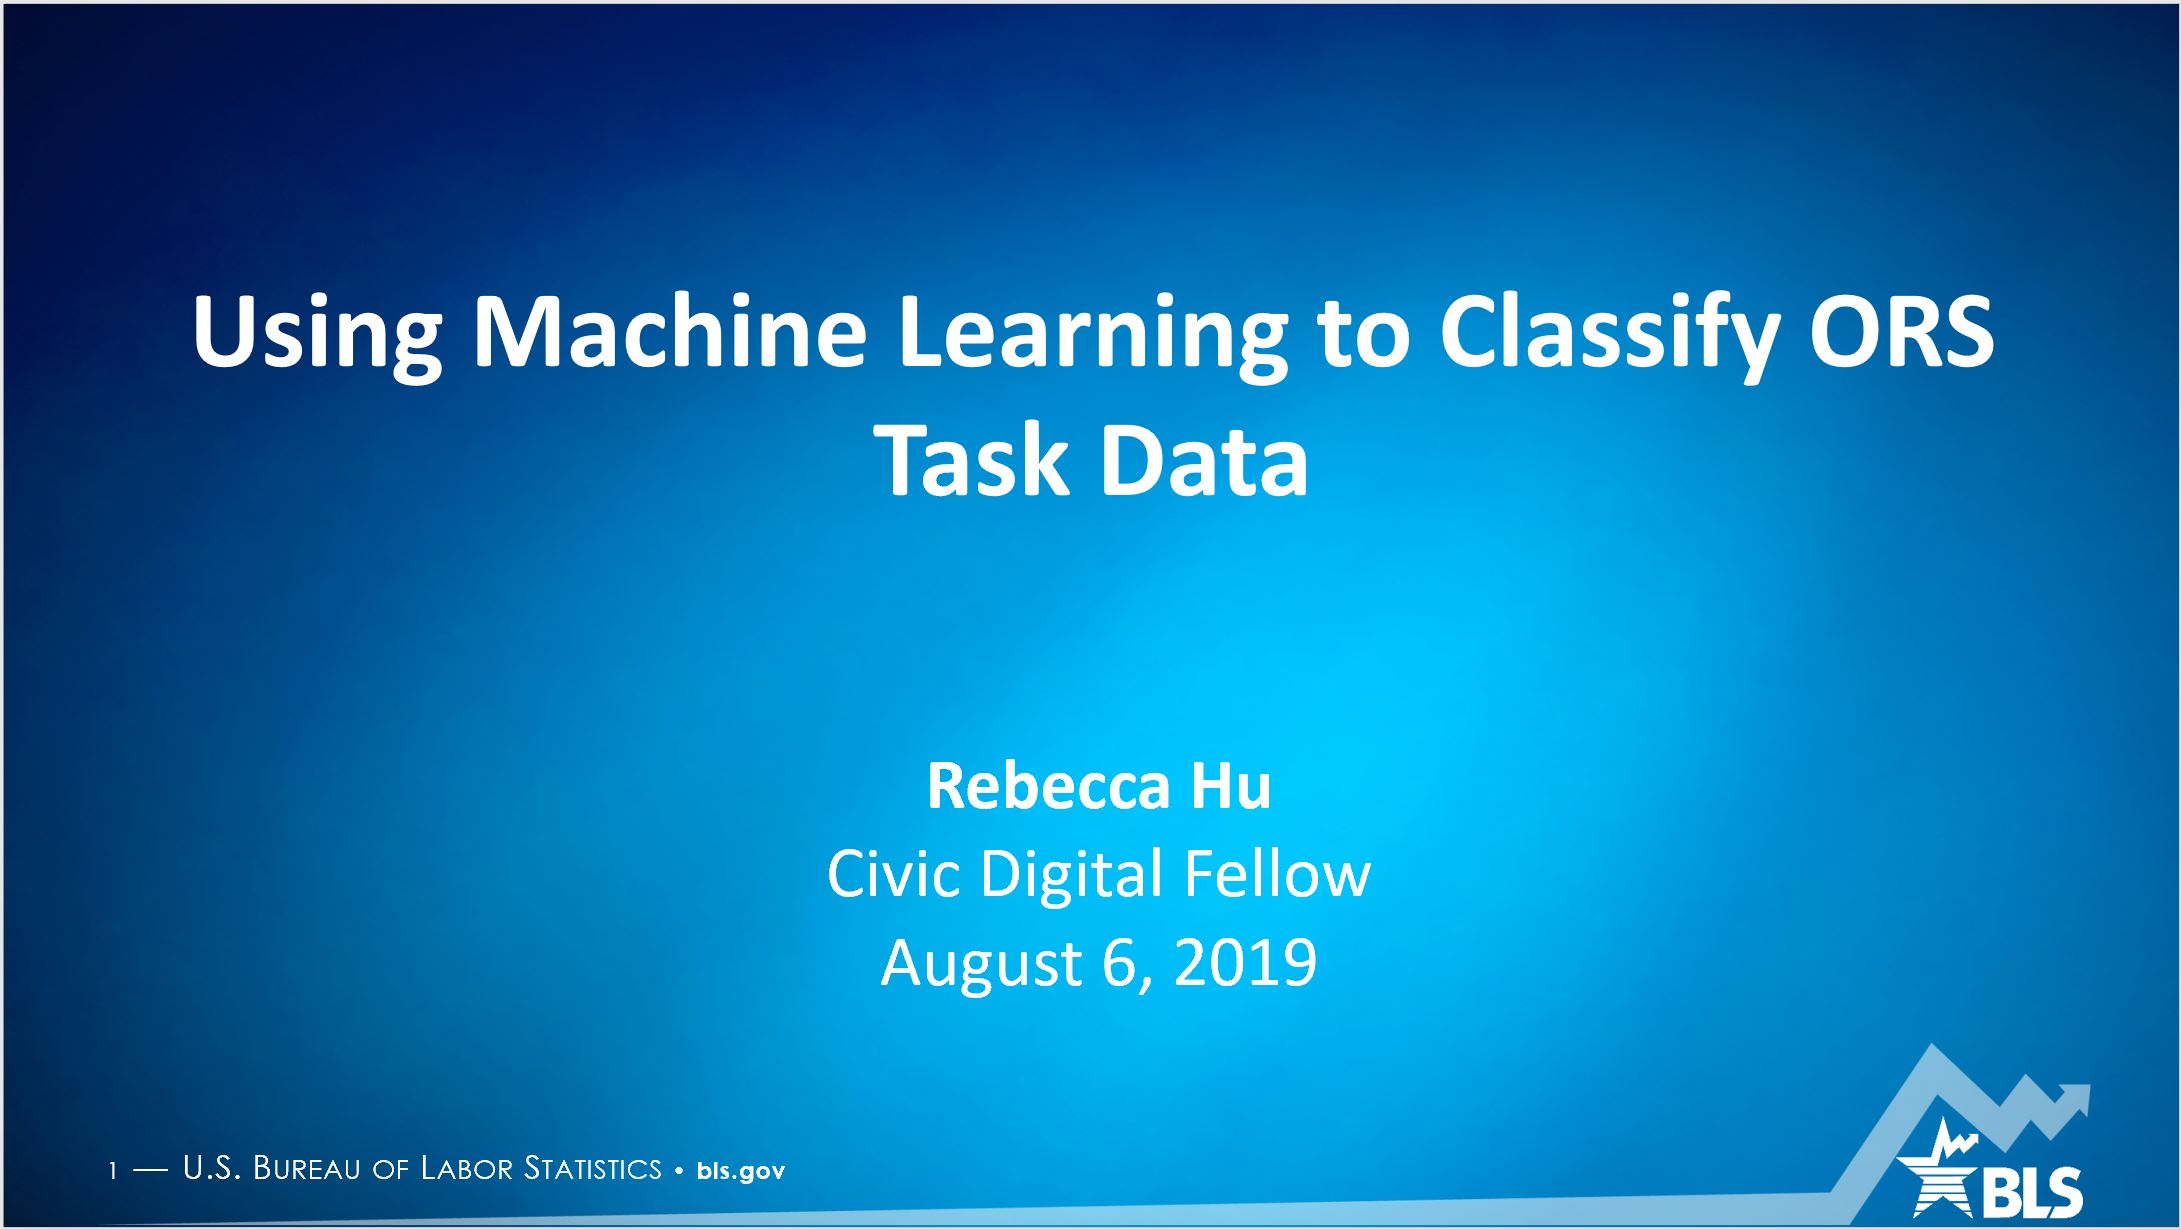 Using Machine Learning to Classify ORS
Task Data
Rebecca Hu
Civic Digital Fellow
August 6, 2019
1 — U.S. BUREAU OF LABOR STATISTICS • bls.gov
BLS